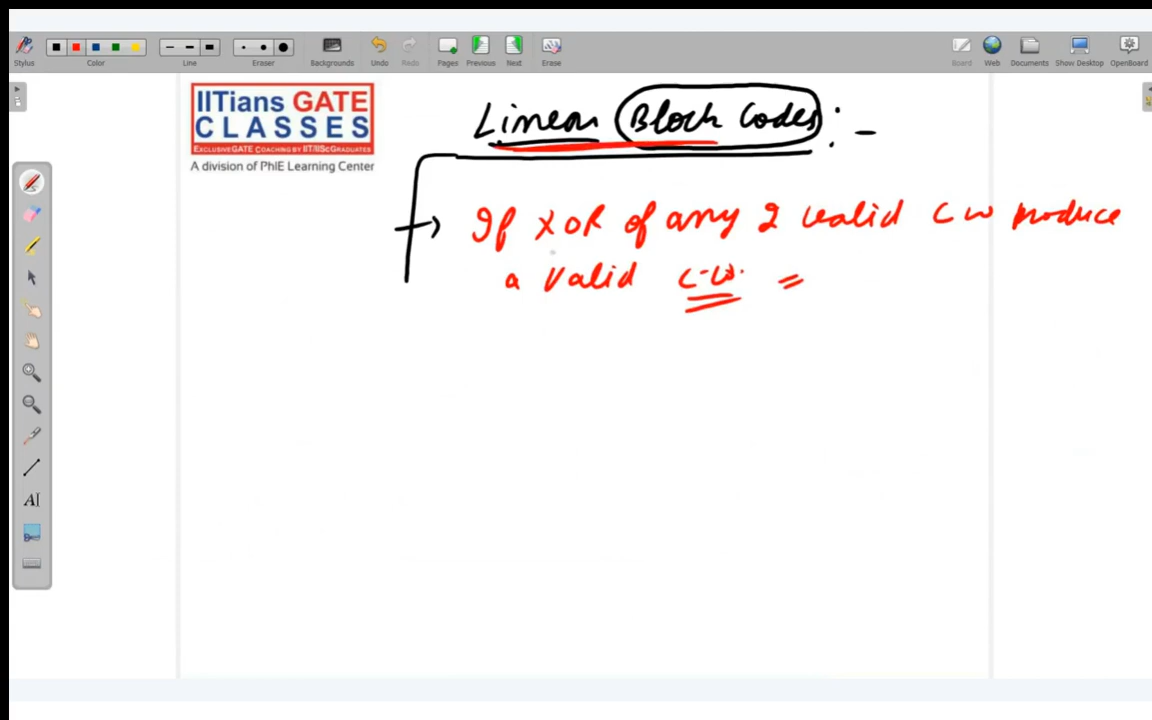 Stylus
Color
Line
Eraser
Backgrounds
Undo
Redo
Pages
Previous
Next
Erase
Board
Web
Documents
Show Desktop
OpenBoard
IITians GATE
CLASSES
EXCLUSIVE GATE COACHING BY IIT/IISC GRADUATES
A division of PhIE Learning Center
Linear Block Codes :-
→ If XOR of any 2 valid CW produce
a valid C.W. =